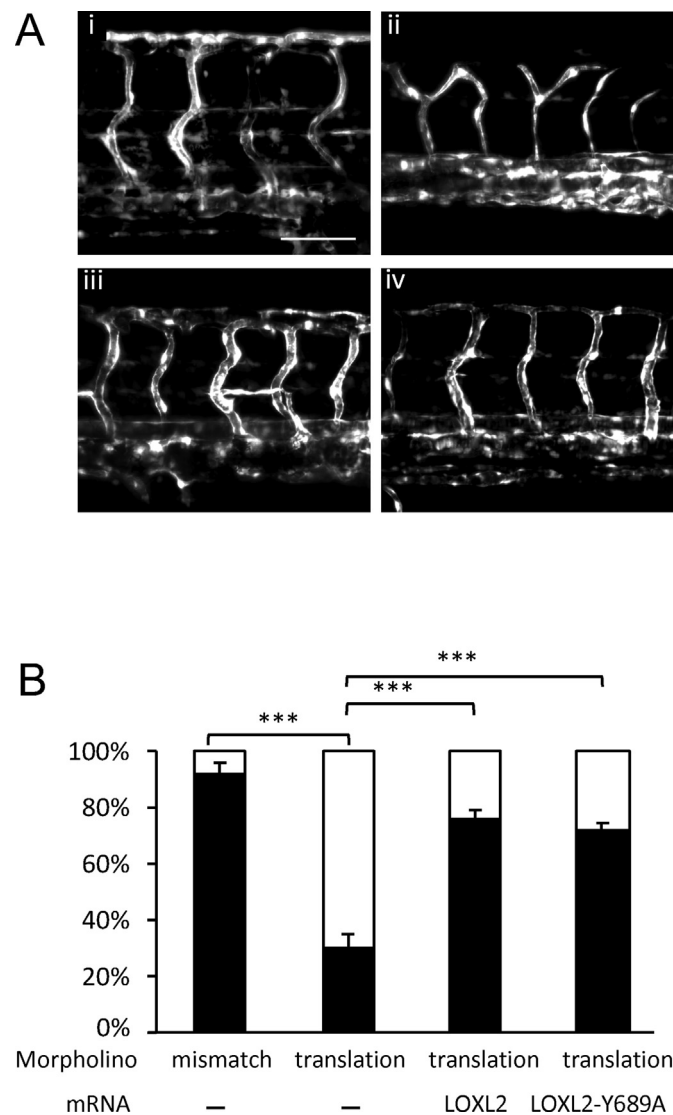 A
i
ii
iii
iv
B
***
***
***
100%
80%
60%
40%
20%
0%
Morpholino mismatch translation translation translation
mRNA – – LOXL2 LOXL2-Y689A